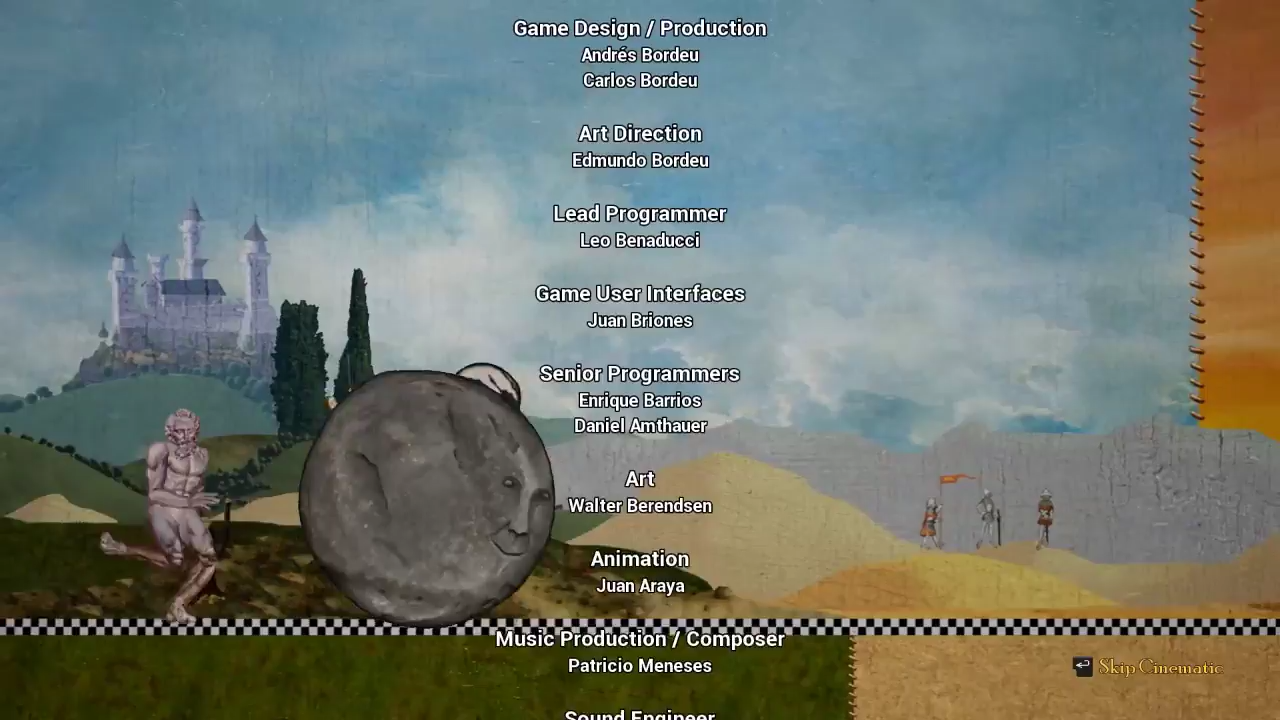 Game Design / Production
Andrés Bordeu
Carlos Bordeu
Art Direction
Edmundo Bordeu
Lead Programmer
Leo Benaducci
Game User Interfaces
Juan Briones
Senior Programmers
Enrique Barrios
Daniel Amthauer
Art
Walter Berendsen
Animation
Juan Araya
Music Production / Composer
Patricio Meneses
Skip Cinematic
Sound Engineer